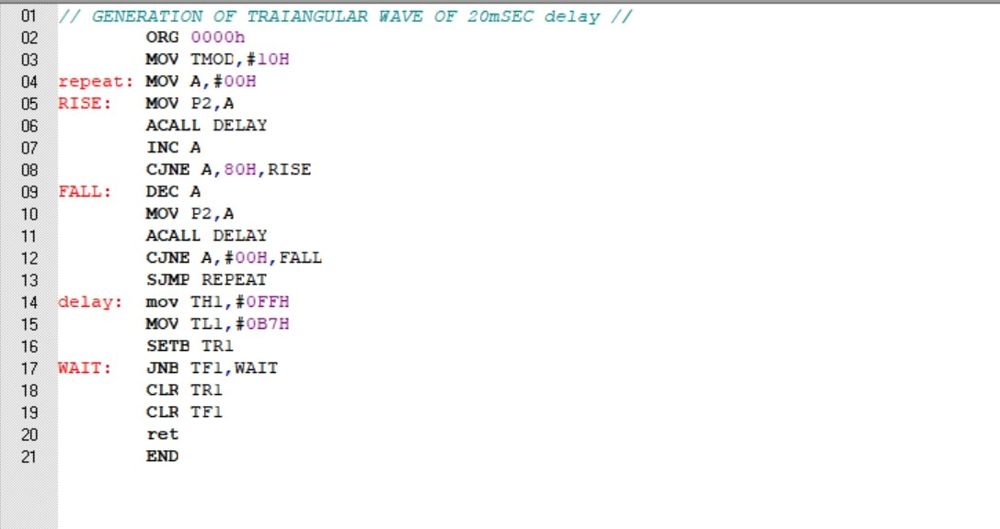 01 // GENERATION OF TRAIANGULAR WAVE OF 20mSEC delay //
02 ORG 0000h
03 MOV TMOD,#10H
04 repeat: MOV A,#00H
05 RISE: MOV P2,A
06 ACALL DELAY
07 INC A
08 CJNE A,80H,RISE
09 FALL: DEC A
10 MOV P2,A
11 ACALL DELAY
12 CJNE A,#00H,FALL
13 SJMP REPEAT
14 delay: mov TH1,#0FFH
15 MOV TL1,#0B7H
16 SETB TR1
17 WAIT: JNB TF1,WAIT
18 CLR TR1
19 CLR TF1
20 ret
21 END